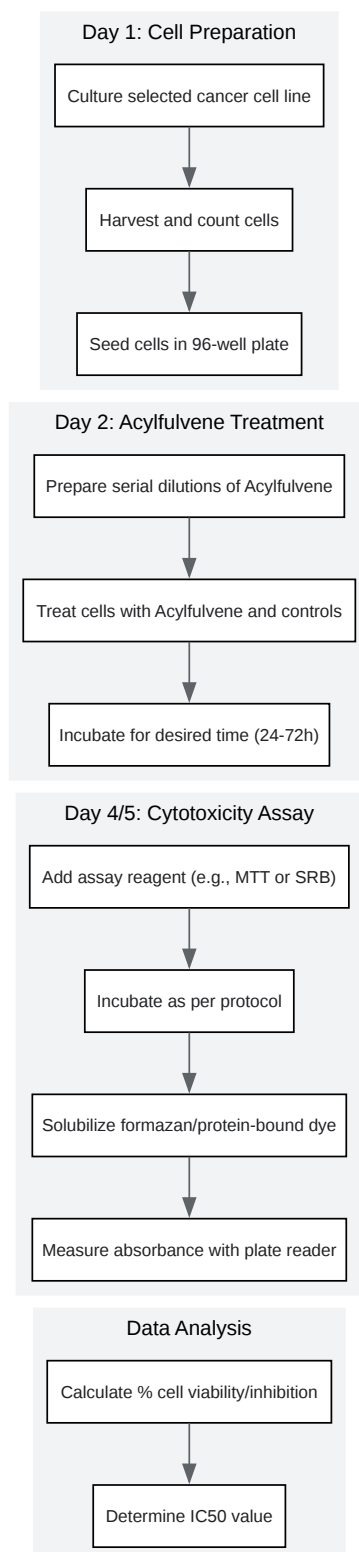 Day 1: Cell Preparation
Culture selected cancer cell line
Harvest and count cells
Seed cells in 96-well plate
Day 2: Acylfulvene Treatment
Prepare serial dilutions of Acylfulvene
Treat cells with Acylfulvene and controls
Incubate for desired time (24-72h)
Day 4/5: Cytotoxicity Assay
Add assay reagent (e.g., MTT or SRB)
Incubate as per protocol
Solubilize formazan/protein-bound dye
Measure absorbance with plate reader
Data Analysis
Calculate % cell viability/inhibition
Determine IC50 value